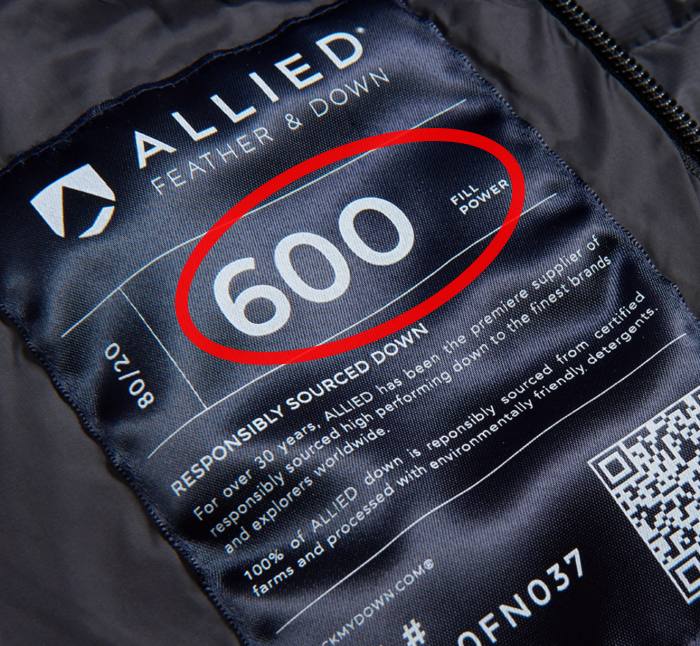 ALLIED
FEATHER & DOWN
80/20
600
FILL
POWER
RESPONSIBLY SOURCED DOWN
For over 30 years, ALLIED has been the premiere supplier of
responsibly sourced high performing down to the finest brands
and explorers worldwide.
100% of ALLIED down is reponsibly sourced from certified
farms and processed with environmentally friendly detergents.
CKMYDOWN.COM®
# 0FN037